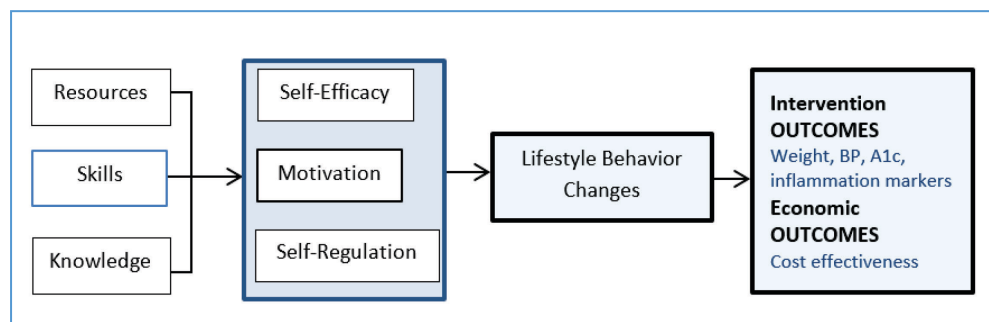 Resources
Skills
Knowledge
Self-Efficacy
Motivation
Self-Regulation
Lifestyle Behavior
Changes
Intervention
OUTCOMES
Weight, BP, A1c,
inflammation markers
Economic
OUTCOMES
Cost effectiveness